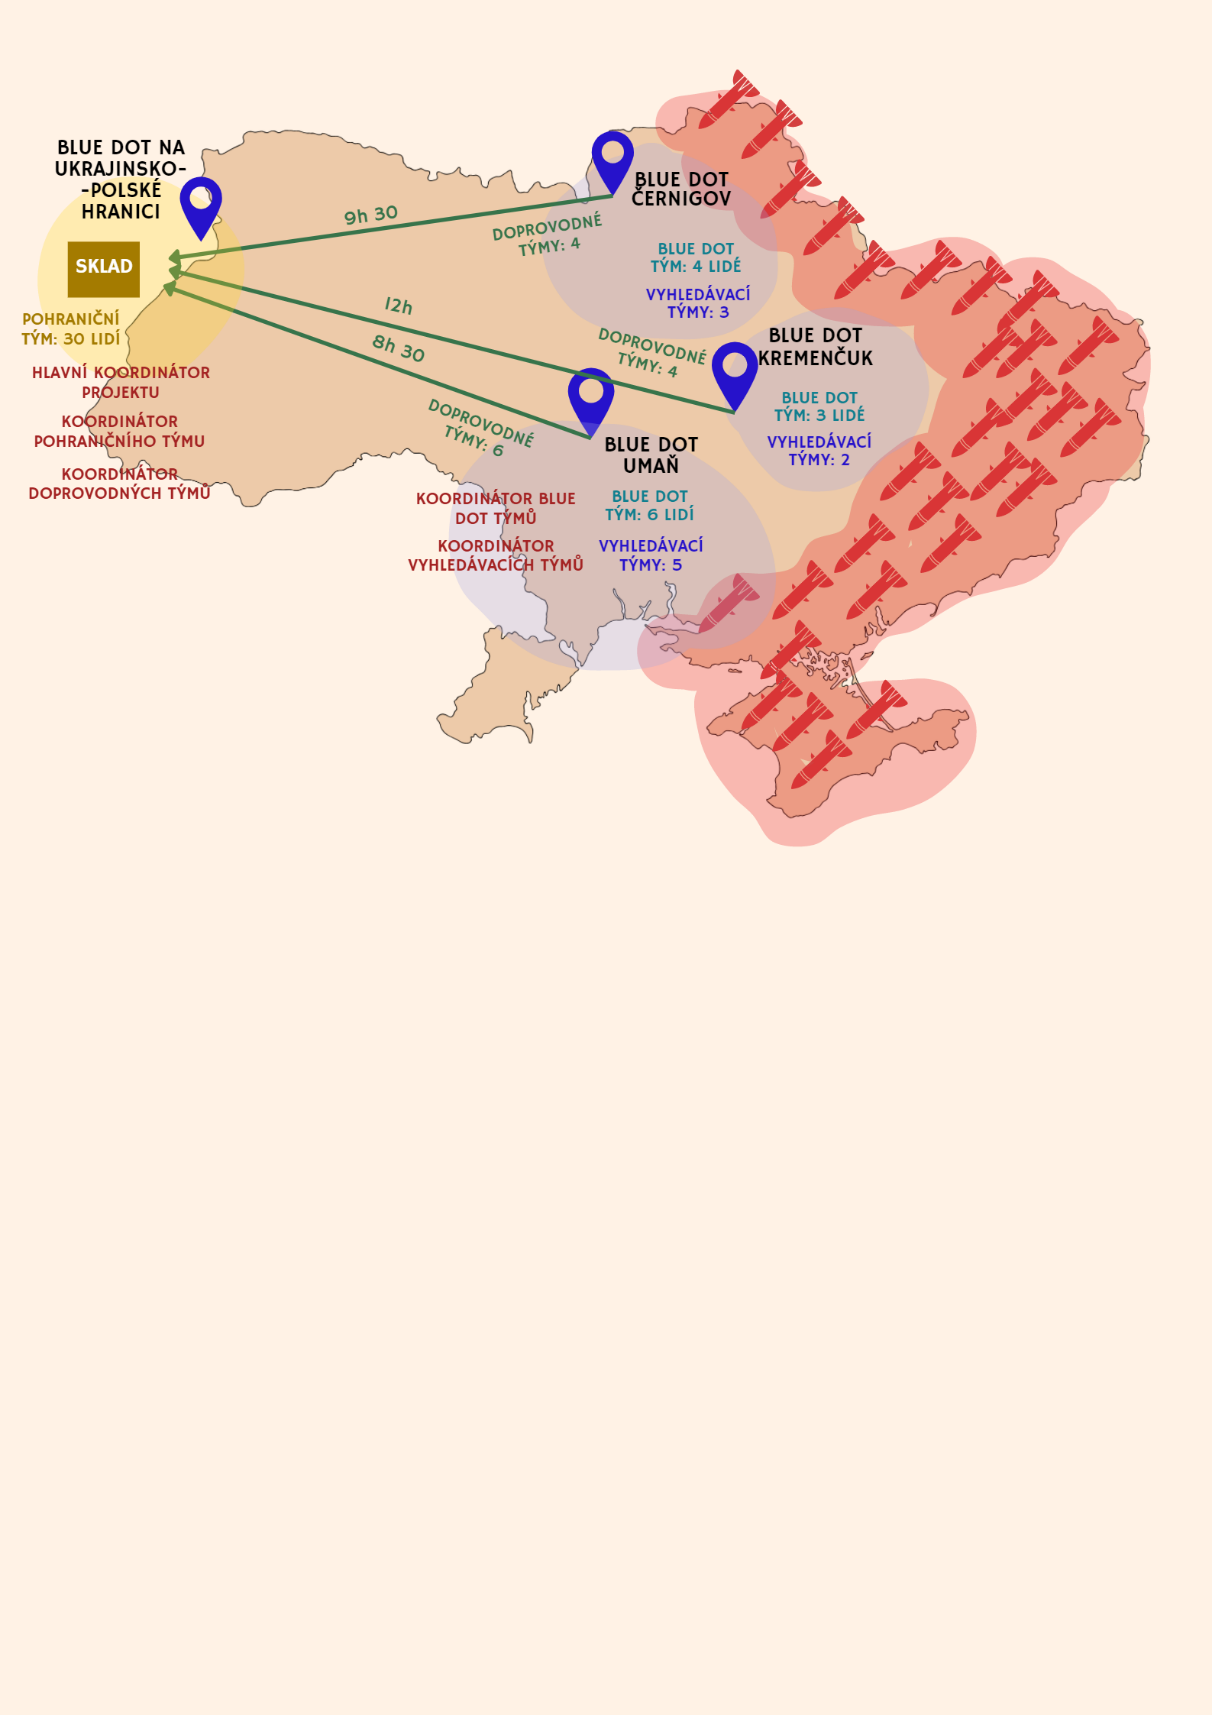 BLUE DOT NA
UKRAJINSKO-
-POLSKÉ
HRANICI
SKLAD
POHRANIČNÍ
TÝM: 30 LIDÍ
HLAVNÍ KOORDINÁTOR
PROJEKTU
KOORDINÁTOR
POHRANIČNÍHO TÝMU
KOORDINÁTOR
DOPROVODNÝCH TÝMŮ
9h 30
12h
8h 30
DOPROVODNÉ
TÝMY: 4
BLUE DOT
ČERNIGOV
BLUE DOT
TÝM: 4 LIDÉ
VYHLEDÁVACÍ
TÝMY: 3
DOPROVODNÉ
TÝMY: 4
BLUE DOT
KREMENČUK
BLUE DOT
TÝM: 3 LIDÉ
VYHLEDÁVACÍ
TÝMY: 2
DOPROVODNÉ
TÝMY: 6
BLUE DOT
UMAŇ
BLUE DOT
TÝM: 6 LIDÍ
VYHLEDÁVACÍ
TÝMY: 5
KOORDINÁTOR BLUE
DOT TÝMŮ
KOORDINÁTOR
VYHLEDÁVACÍCH TÝMŮ